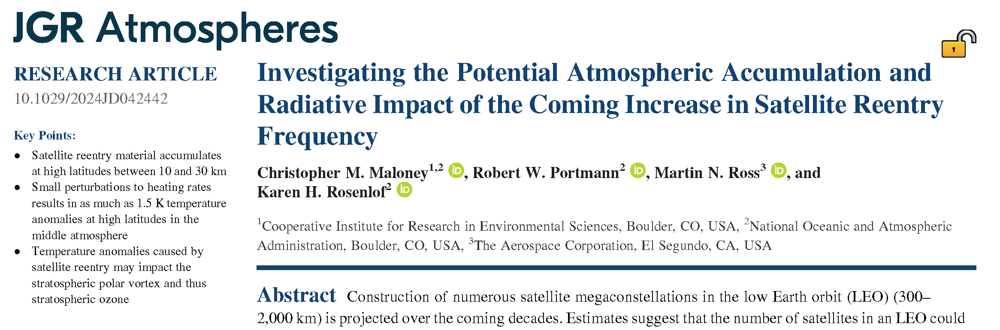 JGR Atmospheres
RESEARCH ARTICLE
10.1029/2024JD042442
Key Points:
● Satellite reentry material accumulates
at high latitudes between 10 and 30 km
● Small perturbations to heating rates
results in as much as 1.5 K temperature
anomalies at high latitudes in the
middle atmosphere
● Temperature anomalies caused by
satellite reentry may impact the
stratospheric polar vortex and thus
stratospheric ozone
Investigating the Potential Atmospheric Accumulation and
Radiative Impact of the Coming Increase in Satellite Reentry
Frequency
Christopher M. Maloney1,2 iD, Robert W. Portmann2 iD, Martin N. Ross3 iD, and
Karen H. Rosenlof2 iD
1Cooperative Institute for Research in Environmental Sciences, Boulder, CO, USA, 2National Oceanic and Atmospheric
Administration, Boulder, CO, USA, 3The Aerospace Corporation, El Segundo, CA, USA
Abstract Construction of numerous satellite megaconstellations in the low Earth orbit (LEO) (300–
2,000 km) is projected over the coming decades. Estimates suggest that the number of satellites in an LEO could